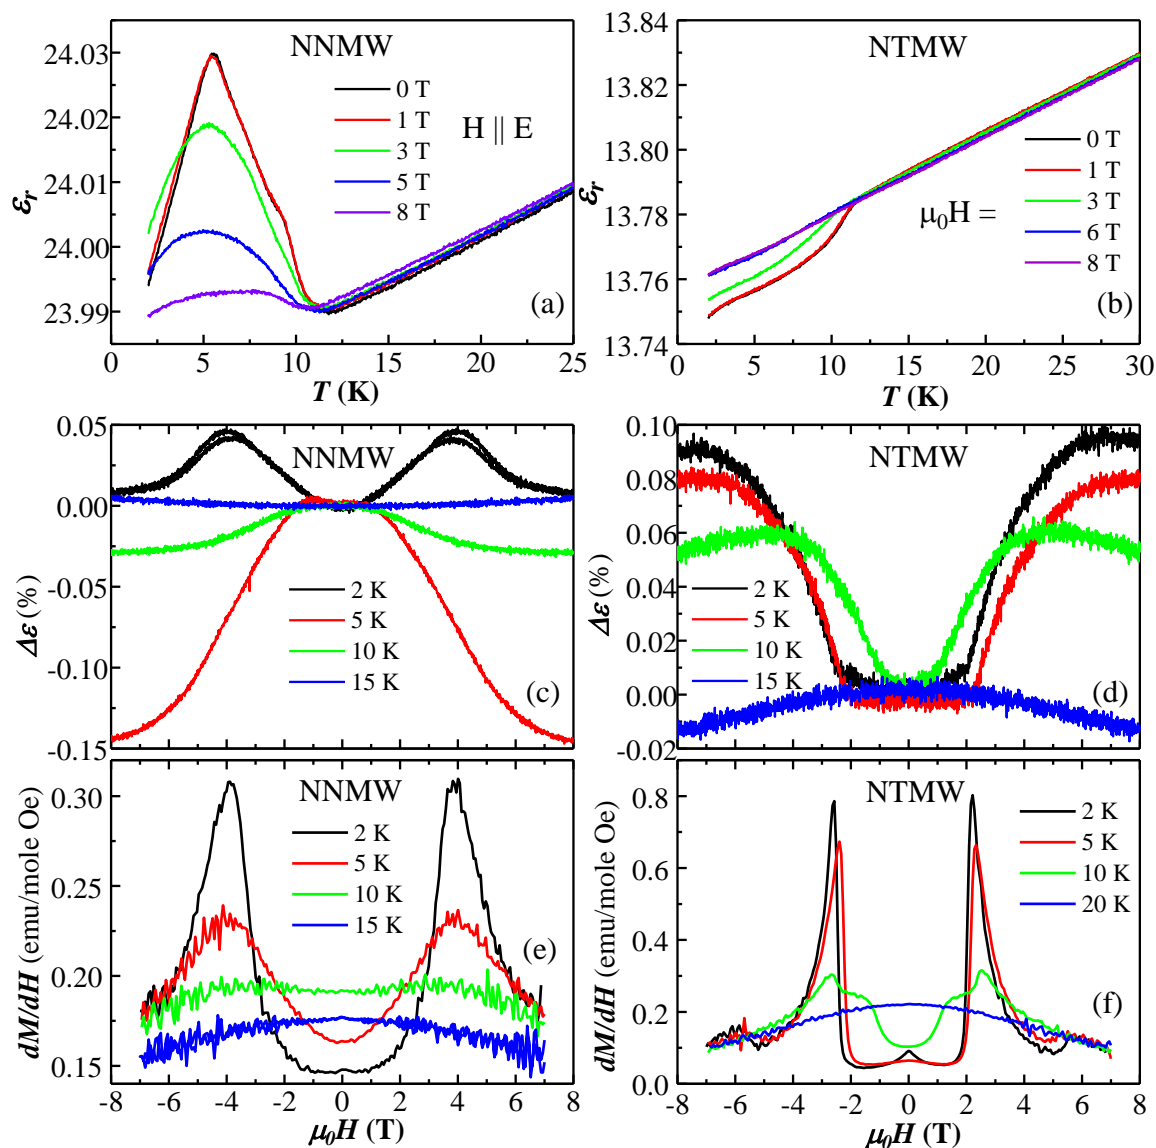 NNMW
0 T
1 T
3 T
5 T
8 T
H || E
(a)
εr
24.03
24.02
24.01
24.00
23.99
0 5 10 15 20 25
T (K)
NTMW
0 T
1 T
3 T
6 T
8 T
μ0H =
(b)
εr
13.84
13.82
13.80
13.78
13.76
13.74
0 5 10 15 20 25 30
T (K)
NNMW
2 K
5 K
10 K
15 K
(c)
Δε (%)
0.05
0.00
-0.05
-0.10
-0.15
NTMW
2 K
5 K
10 K
15 K
(d)
Δε (%)
0.10
0.08
0.06
0.04
0.02
0.00
-0.02
NNMW
2 K
5 K
10 K
15 K
(e)
dM/dH (emu/mole Oe)
0.30
0.25
0.20
0.15
-8 -6 -4 -2 0 2 4 6 8
μ0H (T)
NTMW
2 K
5 K
10 K
20 K
(f)
dM/dH (emu/mole Oe)
0.8
0.6
0.4
0.2
0.0
-8 -6 -4 -2 0 2 4 6 8
μ0H (T)